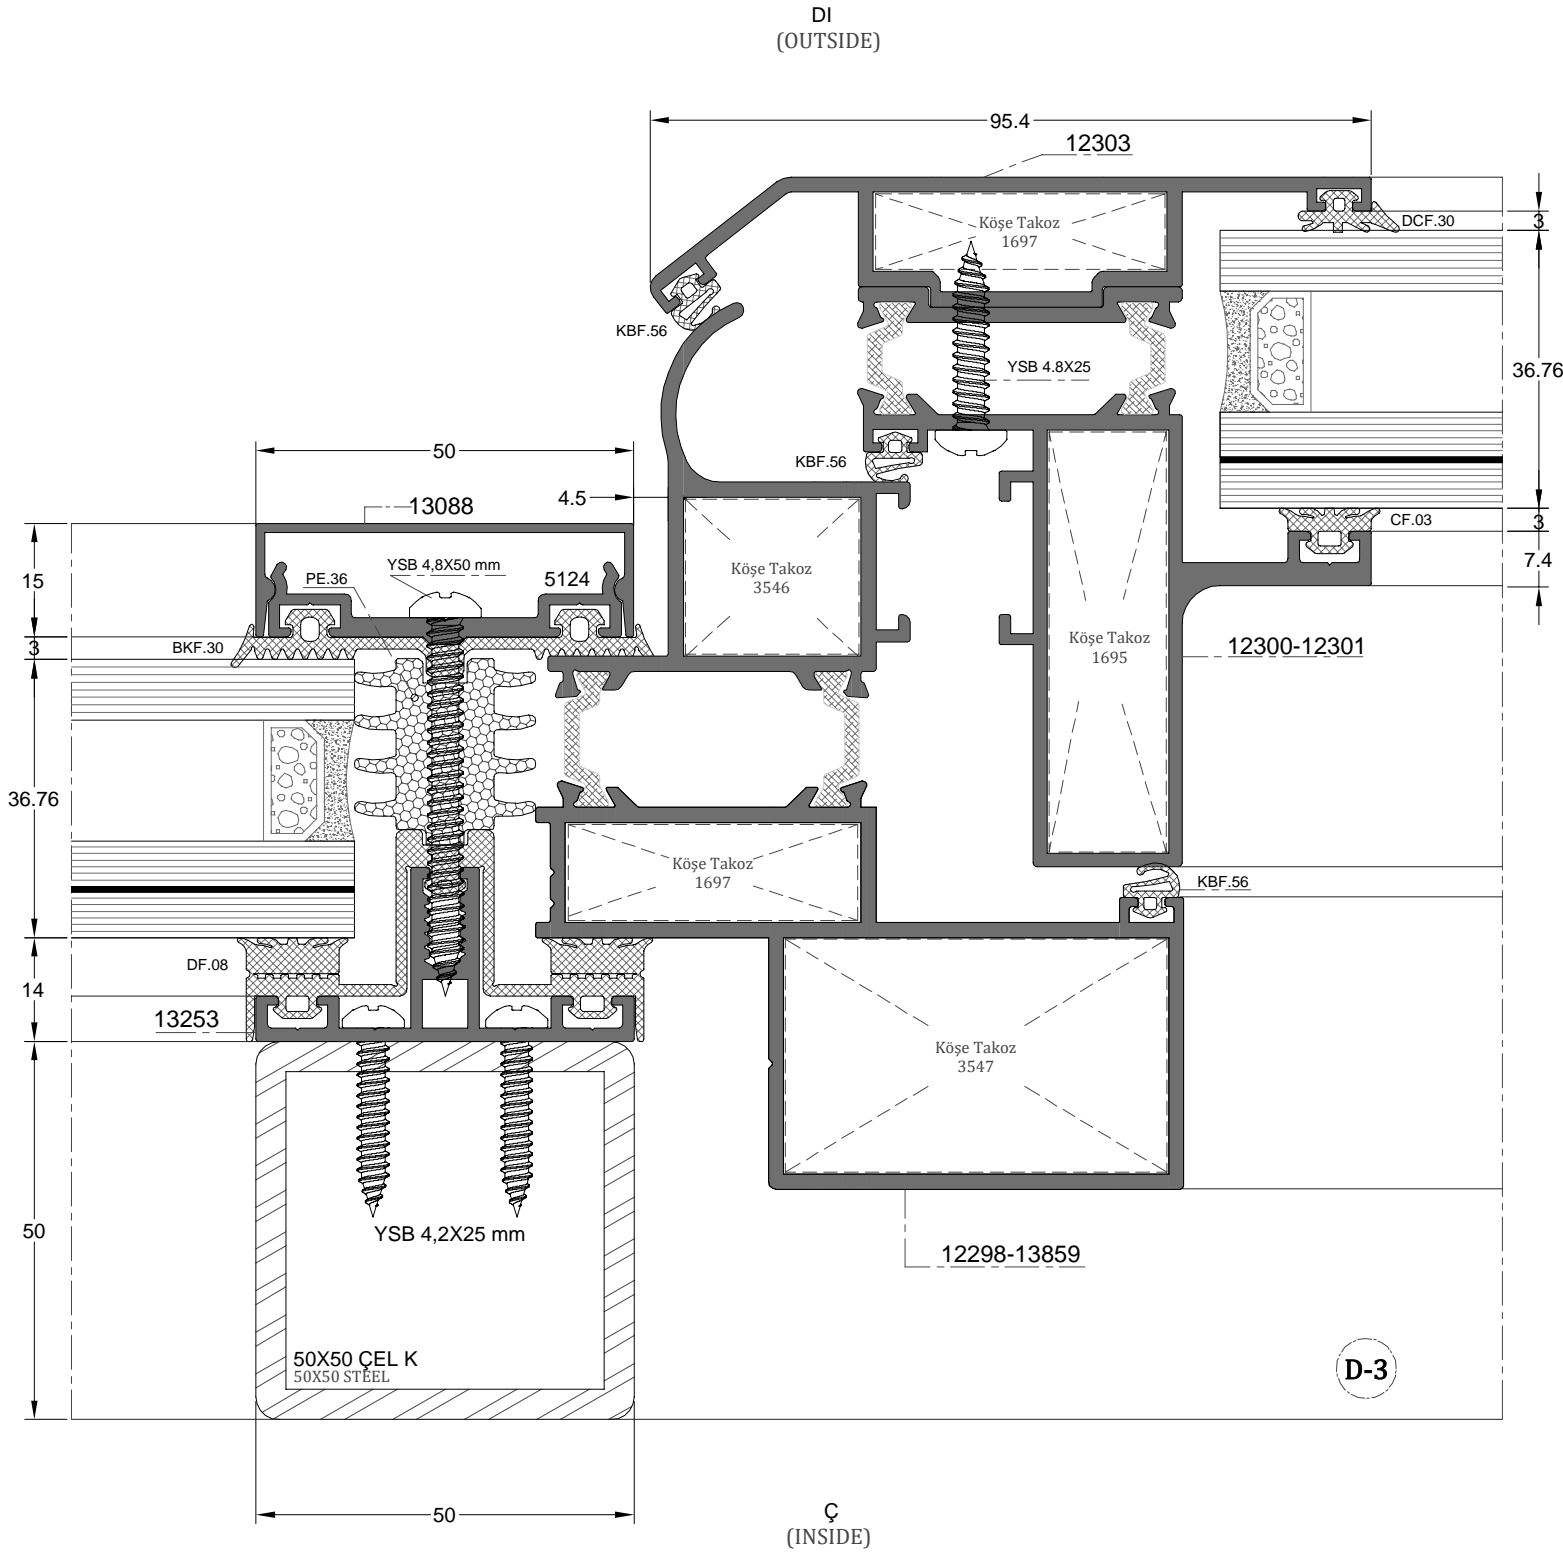 DI
(OUTSIDE)
95.4
12303
Köşe Takoz
1697
DCF.30
3
KBF.56
YSB 4.8X25
36.76
50
KBF.56
4.5
13088
CF.03
3
7.4
15
YSB 4,8X50 mm
PE.36
5124
Köşe Takoz
3546
BKF.30
3
Köşe Takoz
1695
12300-12301
36.76
Köşe Takoz
1697
KBF.56
DF.08
14
13253
Köşe Takoz
3547
50
YSB 4,2X25 mm
12298-13859
50X50 ÇEL K
50X50 STEEL
D-3
50
Ç
(INSIDE)